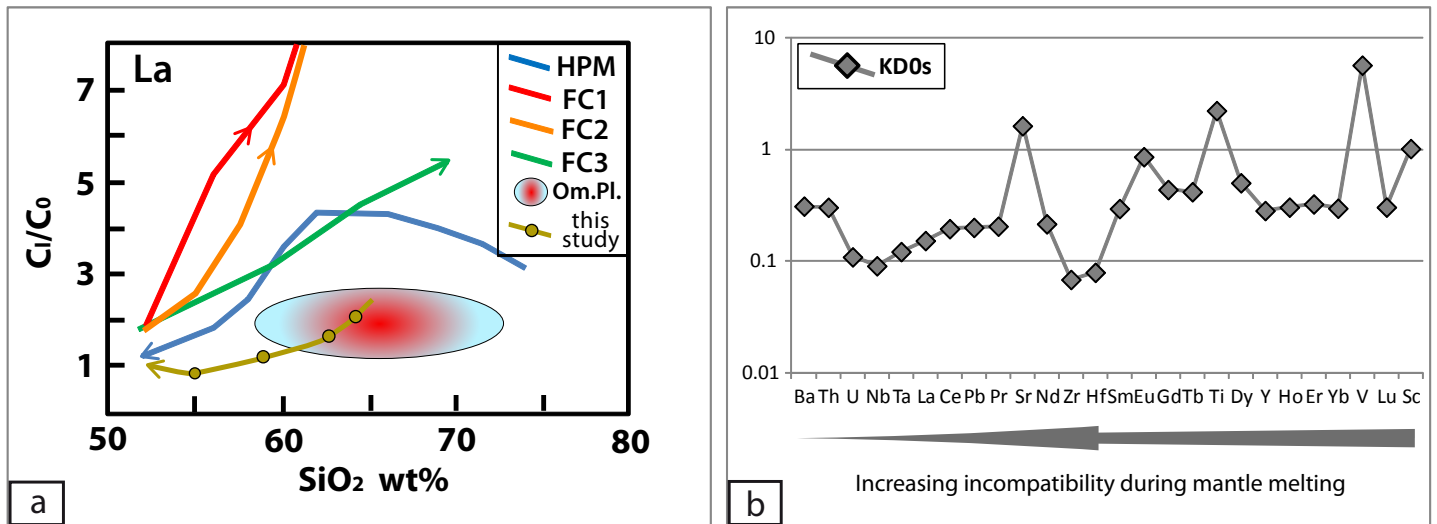 La
HPM
FC1
FC2
FC3
Om.Pl.
this
study
7
5
3
1
Cl/C0
50
60
70
80
SiO2 wt%
a
KD0s
10
1
0.1
0.01
Ba Th U Nb Ta La Ce Pb Pr Sr Nd Zr Hf Sm Eu Gd Tb Ti Dy Y Ho Er Yb V Lu Sc
Increasing incompatibility during mantle melting
b